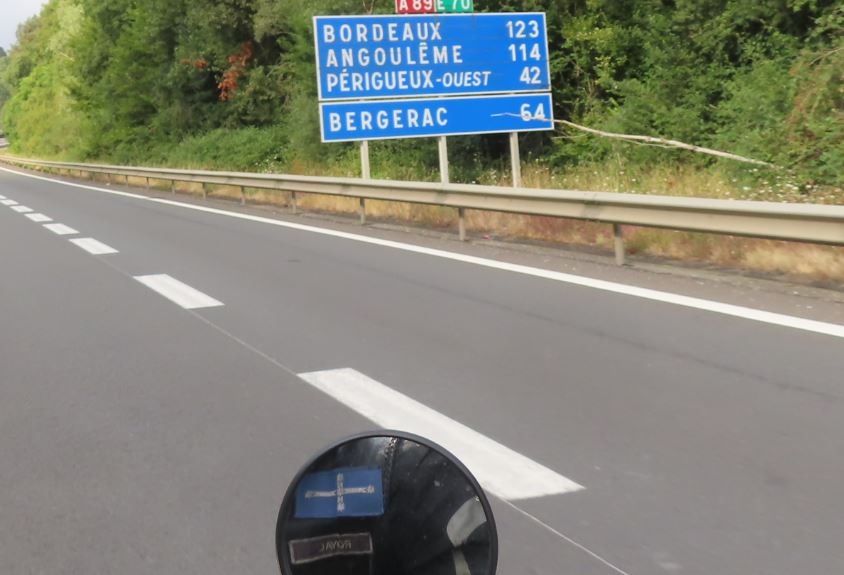 A 89 E 70
BORDEAUX 123
ANGOULÊME 114
PÉRIGUEUX-OUEST 42
BERGERAC 64